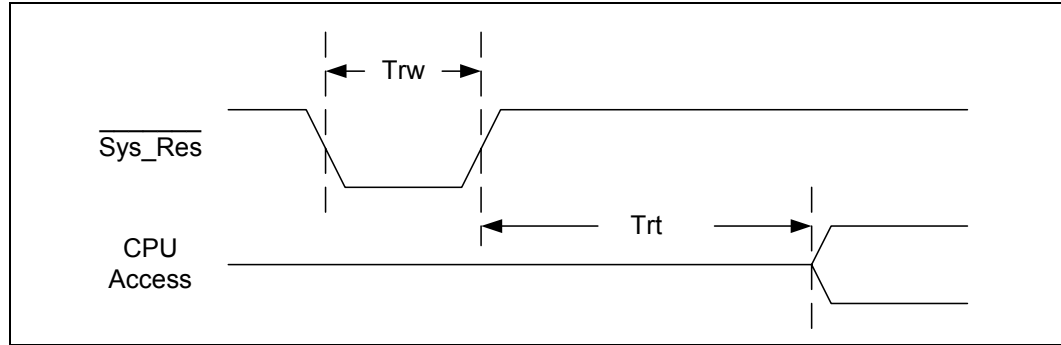 Trw
Sys_Res
Trt
CPU
Access